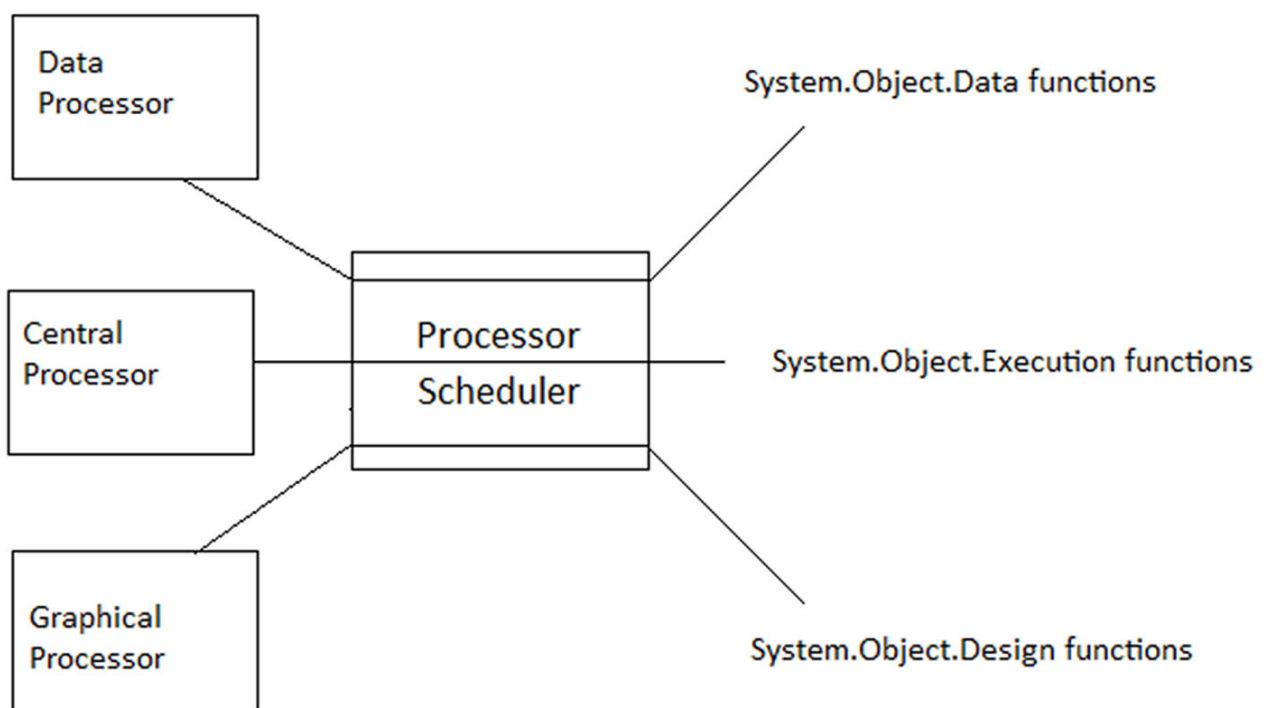 Data
Processor
System.Object.Data functions
Central
Processor
Processor
Scheduler
System.Object.Execution functions
Graphical
Processor
System.Object.Design functions